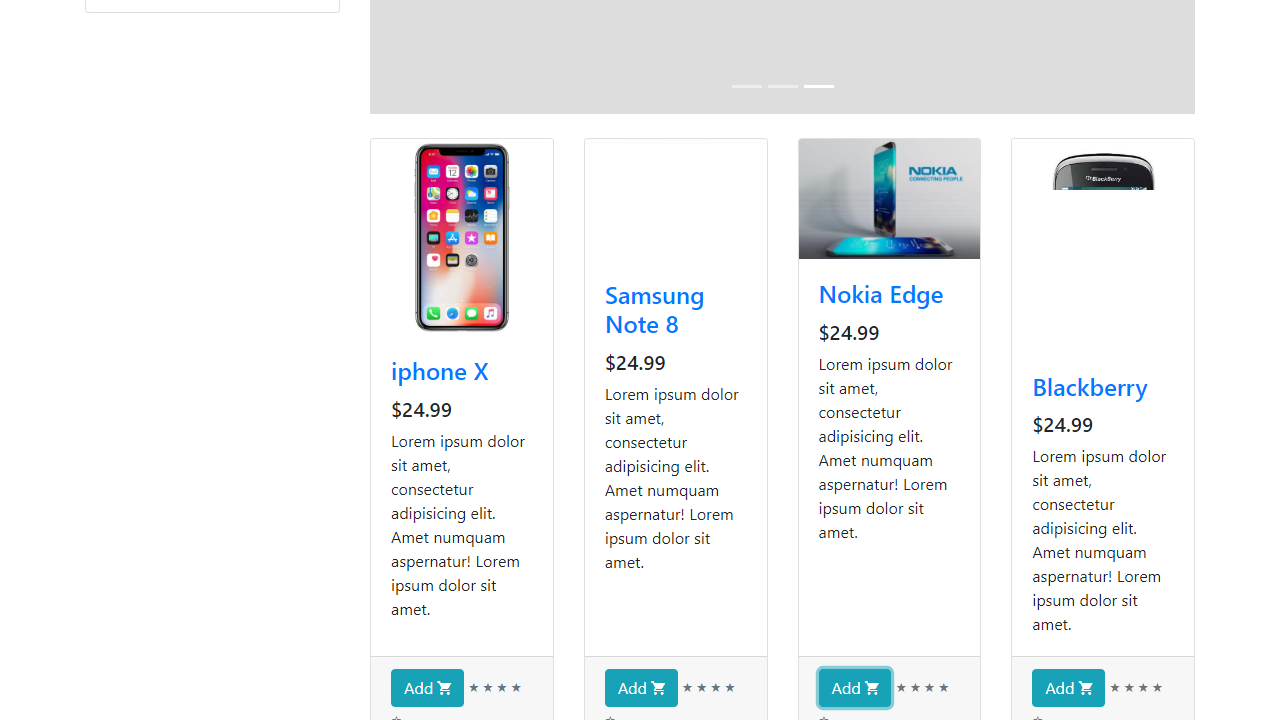 NOKIA
CONNECTING PEOPLE
BlackBerry
iphone X
$24.99
Lorem ipsum dolor
sit amet,
consectetur
adipisicing elit.
Amet numquam
aspernatur! Lorem
ipsum dolor sit
amet.
Add
★ ★ ★ ★
Samsung
Note 8
$24.99
Lorem ipsum dolor
sit amet,
consectetur
adipisicing elit.
Amet numquam
aspernatur! Lorem
ipsum dolor sit
amet.
Add
★ ★ ★ ★
Nokia Edge
$24.99
Lorem ipsum dolor
sit amet,
consectetur
adipisicing elit.
Amet numquam
aspernatur! Lorem
ipsum dolor sit
amet.
Add
★ ★ ★ ★
Blackberry
$24.99
Lorem ipsum dolor
sit amet,
consectetur
adipisicing elit.
Amet numquam
aspernatur! Lorem
ipsum dolor sit
amet.
Add
★ ★ ★ ★